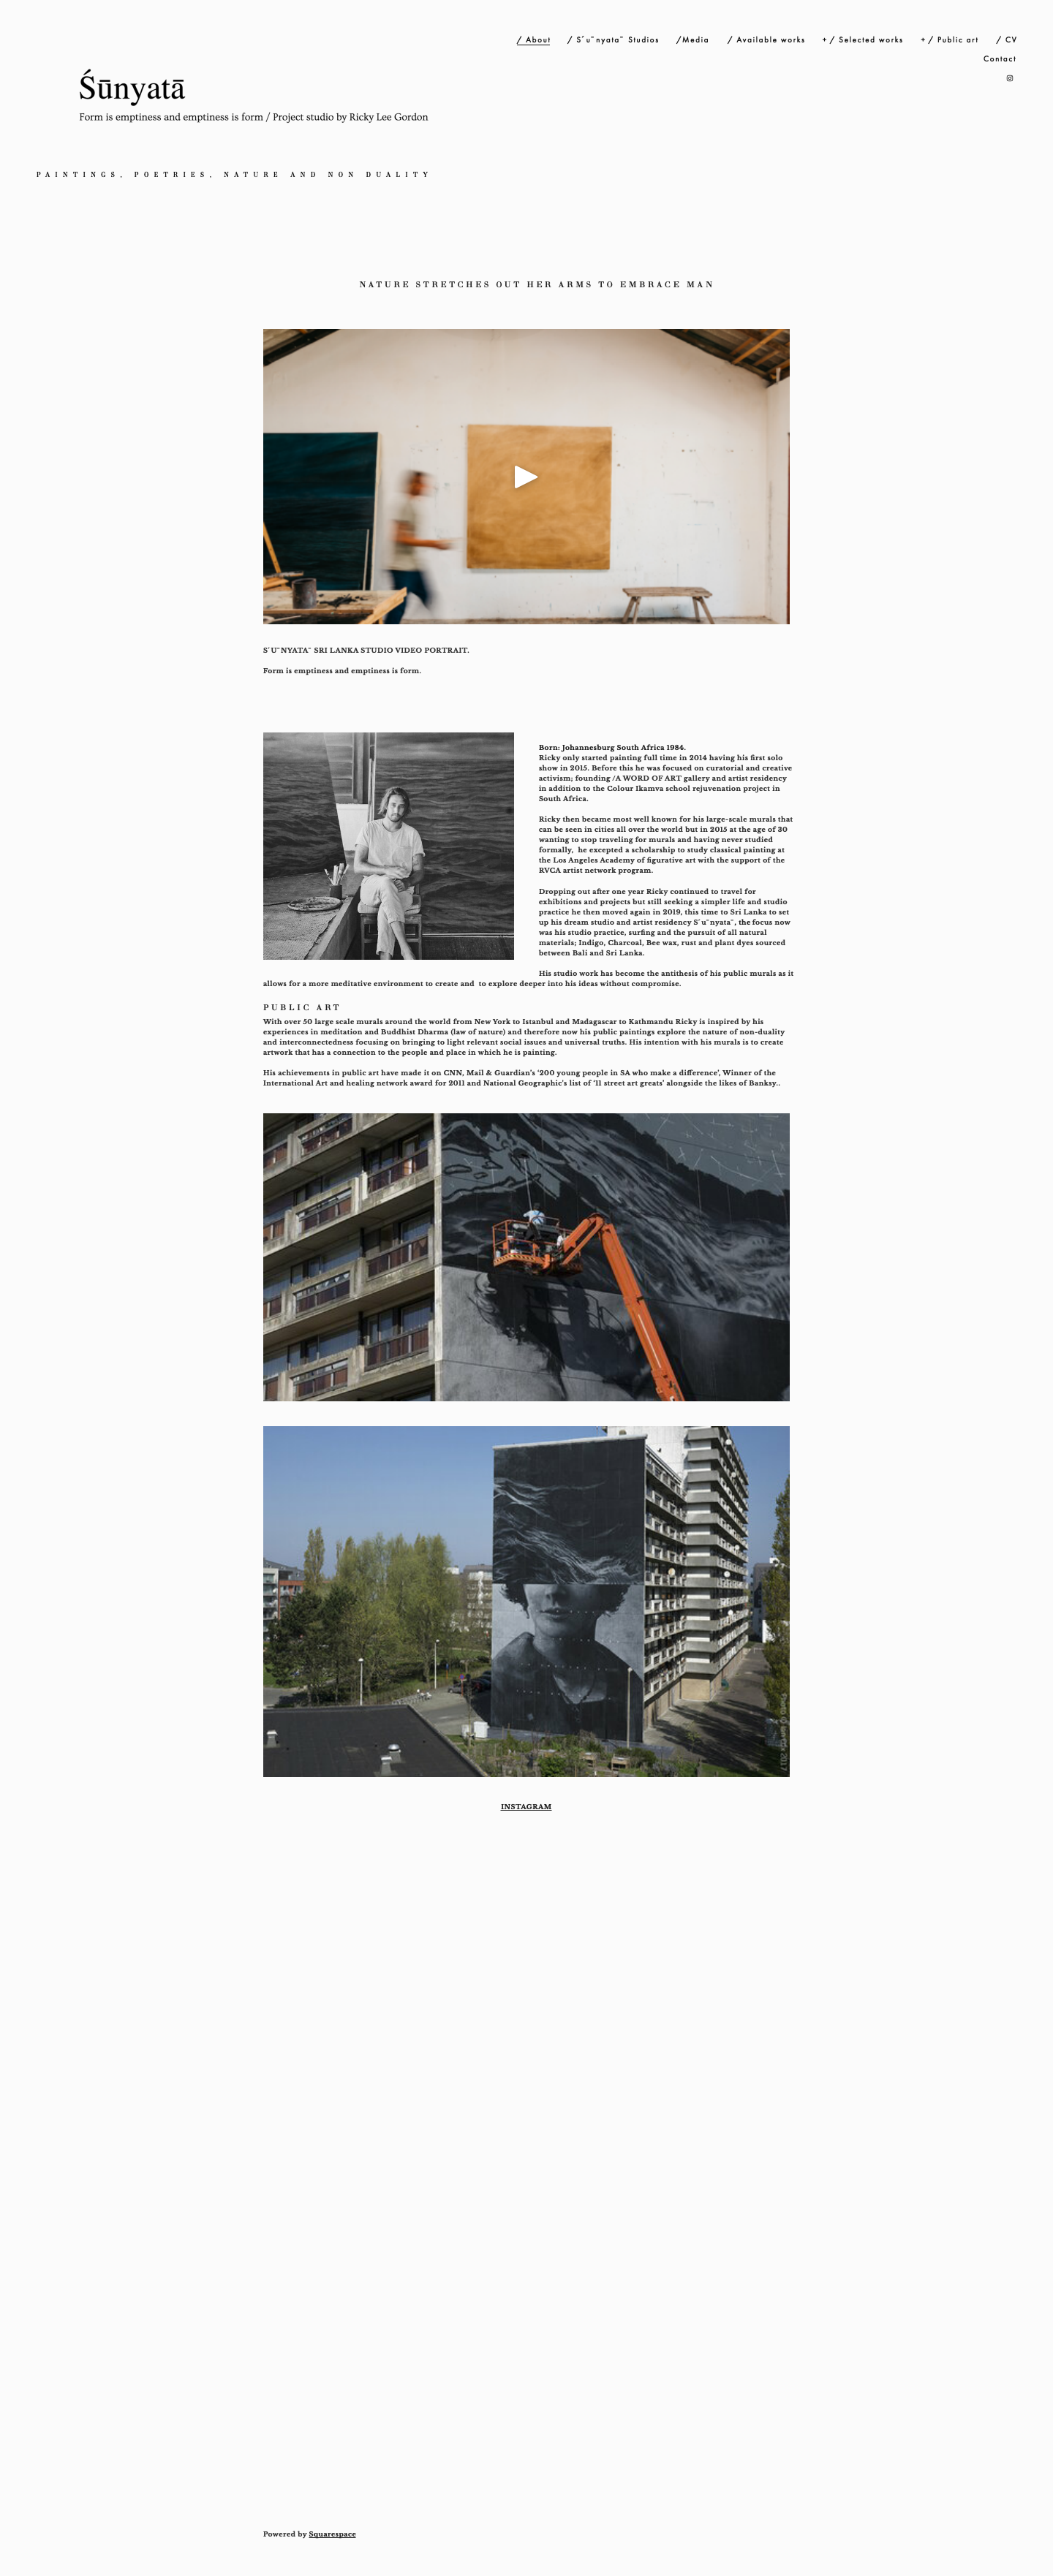 / About / S´u¯nyata¯ Studios /Media / Available works + / Selected works + / Public art / CV
Contact
Śūnyatā
Form is emptiness and emptiness is form / Project studio by Ricky Lee Gordon
PAINTINGS, POETRIES, NATURE AND NON DUALITY
NATURE STRETCHES OUT HER ARMS TO EMBRACE MAN
S´U¯NYATA¯ SRI LANKA STUDIO VIDEO PORTRAIT.
Form is emptiness and emptiness is form.
Born: Johannesburg South Africa 1984.
Ricky only started painting full time in 2014 having his first solo
show in 2015. Before this he was focused on curatorial and creative
activism; founding /A WORD OF ART gallery and artist residency
in addition to the Colour Ikamva school rejuvenation project in
South Africa.
Ricky then became most well known for his large-scale murals that
can be seen in cities all over the world but in 2015 at the age of 30
wanting to stop traveling for murals and having never studied
formally,  he excepted a scholarship to study classical painting at
the Los Angeles Academy of figurative art with the support of the
RVCA artist network program.
Dropping out after one year Ricky continued to travel for
exhibitions and projects but still seeking a simpler life and studio
practice he then moved again in 2019, this time to Sri Lanka to set
up his dream studio and artist residency S´u¯nyata¯, the focus now
was his studio practice, surfing and the pursuit of all natural
materials; Indigo, Charcoal, Bee wax, rust and plant dyes sourced
between Bali and Sri Lanka.
His studio work has become the antithesis of his public murals as it
allows for a more meditative environment to create and  to explore deeper into his ideas without compromise.
PUBLIC ART
With over 50 large scale murals around the world from New York to Istanbul and Madagascar to Kathmandu Ricky is inspired by his
experiences in meditation and Buddhist Dharma (law of nature) and therefore now his public paintings explore the nature of non-duality
and interconnectedness focusing on bringing to light relevant social issues and universal truths. His intention with his murals is to create
artwork that has a connection to the people and place in which he is painting.
His achievements in public art have made it on CNN, Mail & Guardian's '200 young people in SA who make a difference', Winner of the
International Art and healing network award for 2011 and National Geographic's list of '11 street art greats' alongside the likes of Banksy..
INSTAGRAM
Powered by Squarespace